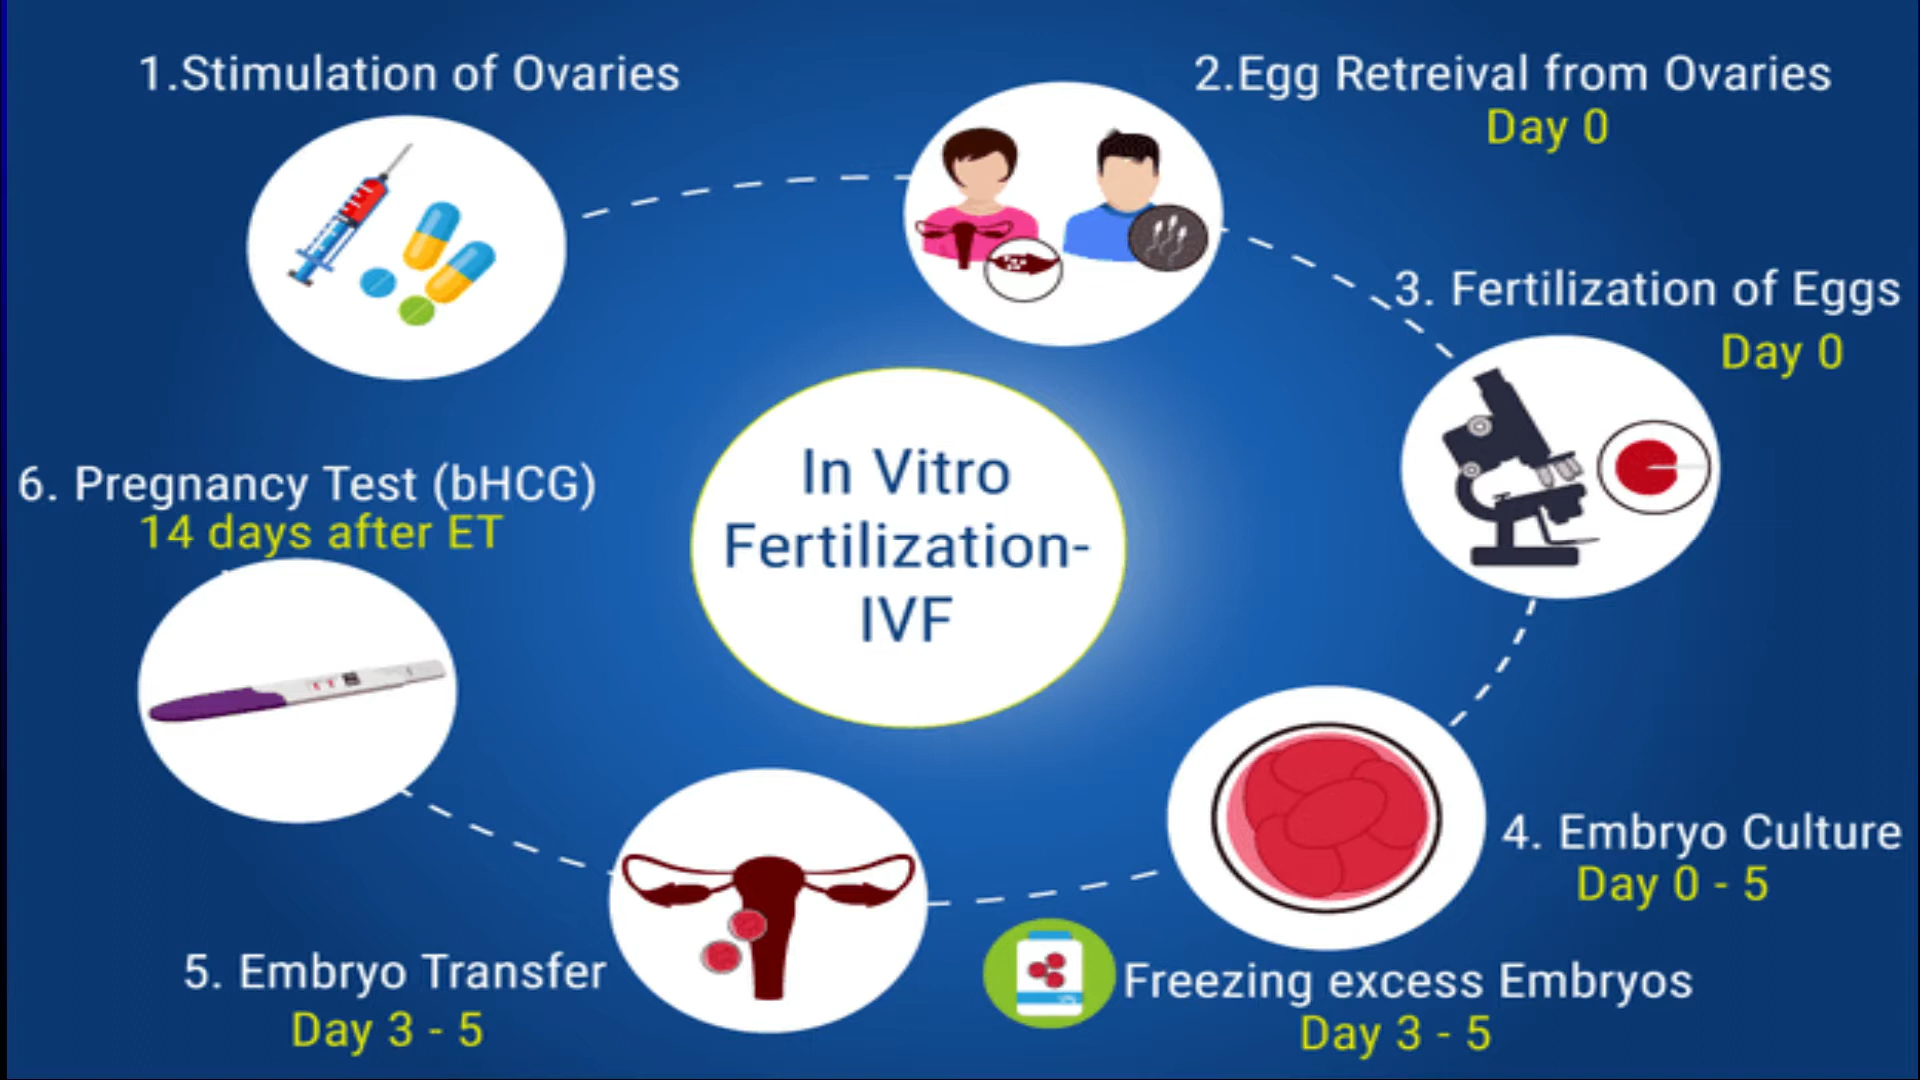 1.Stimulation of Ovaries
2.Egg Retreival from Ovaries
Day 0
3. Fertilization of Eggs
Day 0
In Vitro
Fertilization-
IVF
6. Pregnancy Test (bHCG)
14 days after ET
4. Embryo Culture
Day 0 - 5
5. Embryo Transfer
Day 3 - 5
Freezing excess Embryos
Day 3 - 5